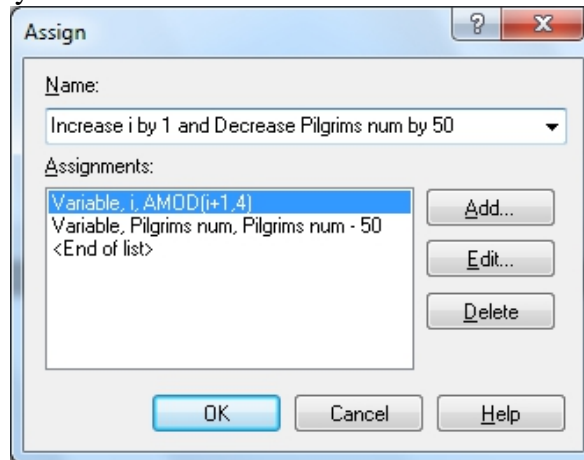 Assign
Name:
Increase i by 1 and Decrease Pilgrims num by 50
Assignments:
Variable, i, AMOD(i+1,4)
Variable, Pilgrims num, Pilgrims num - 50
<End of list>
Add...
Edit...
Delete
OK
Cancel
Help